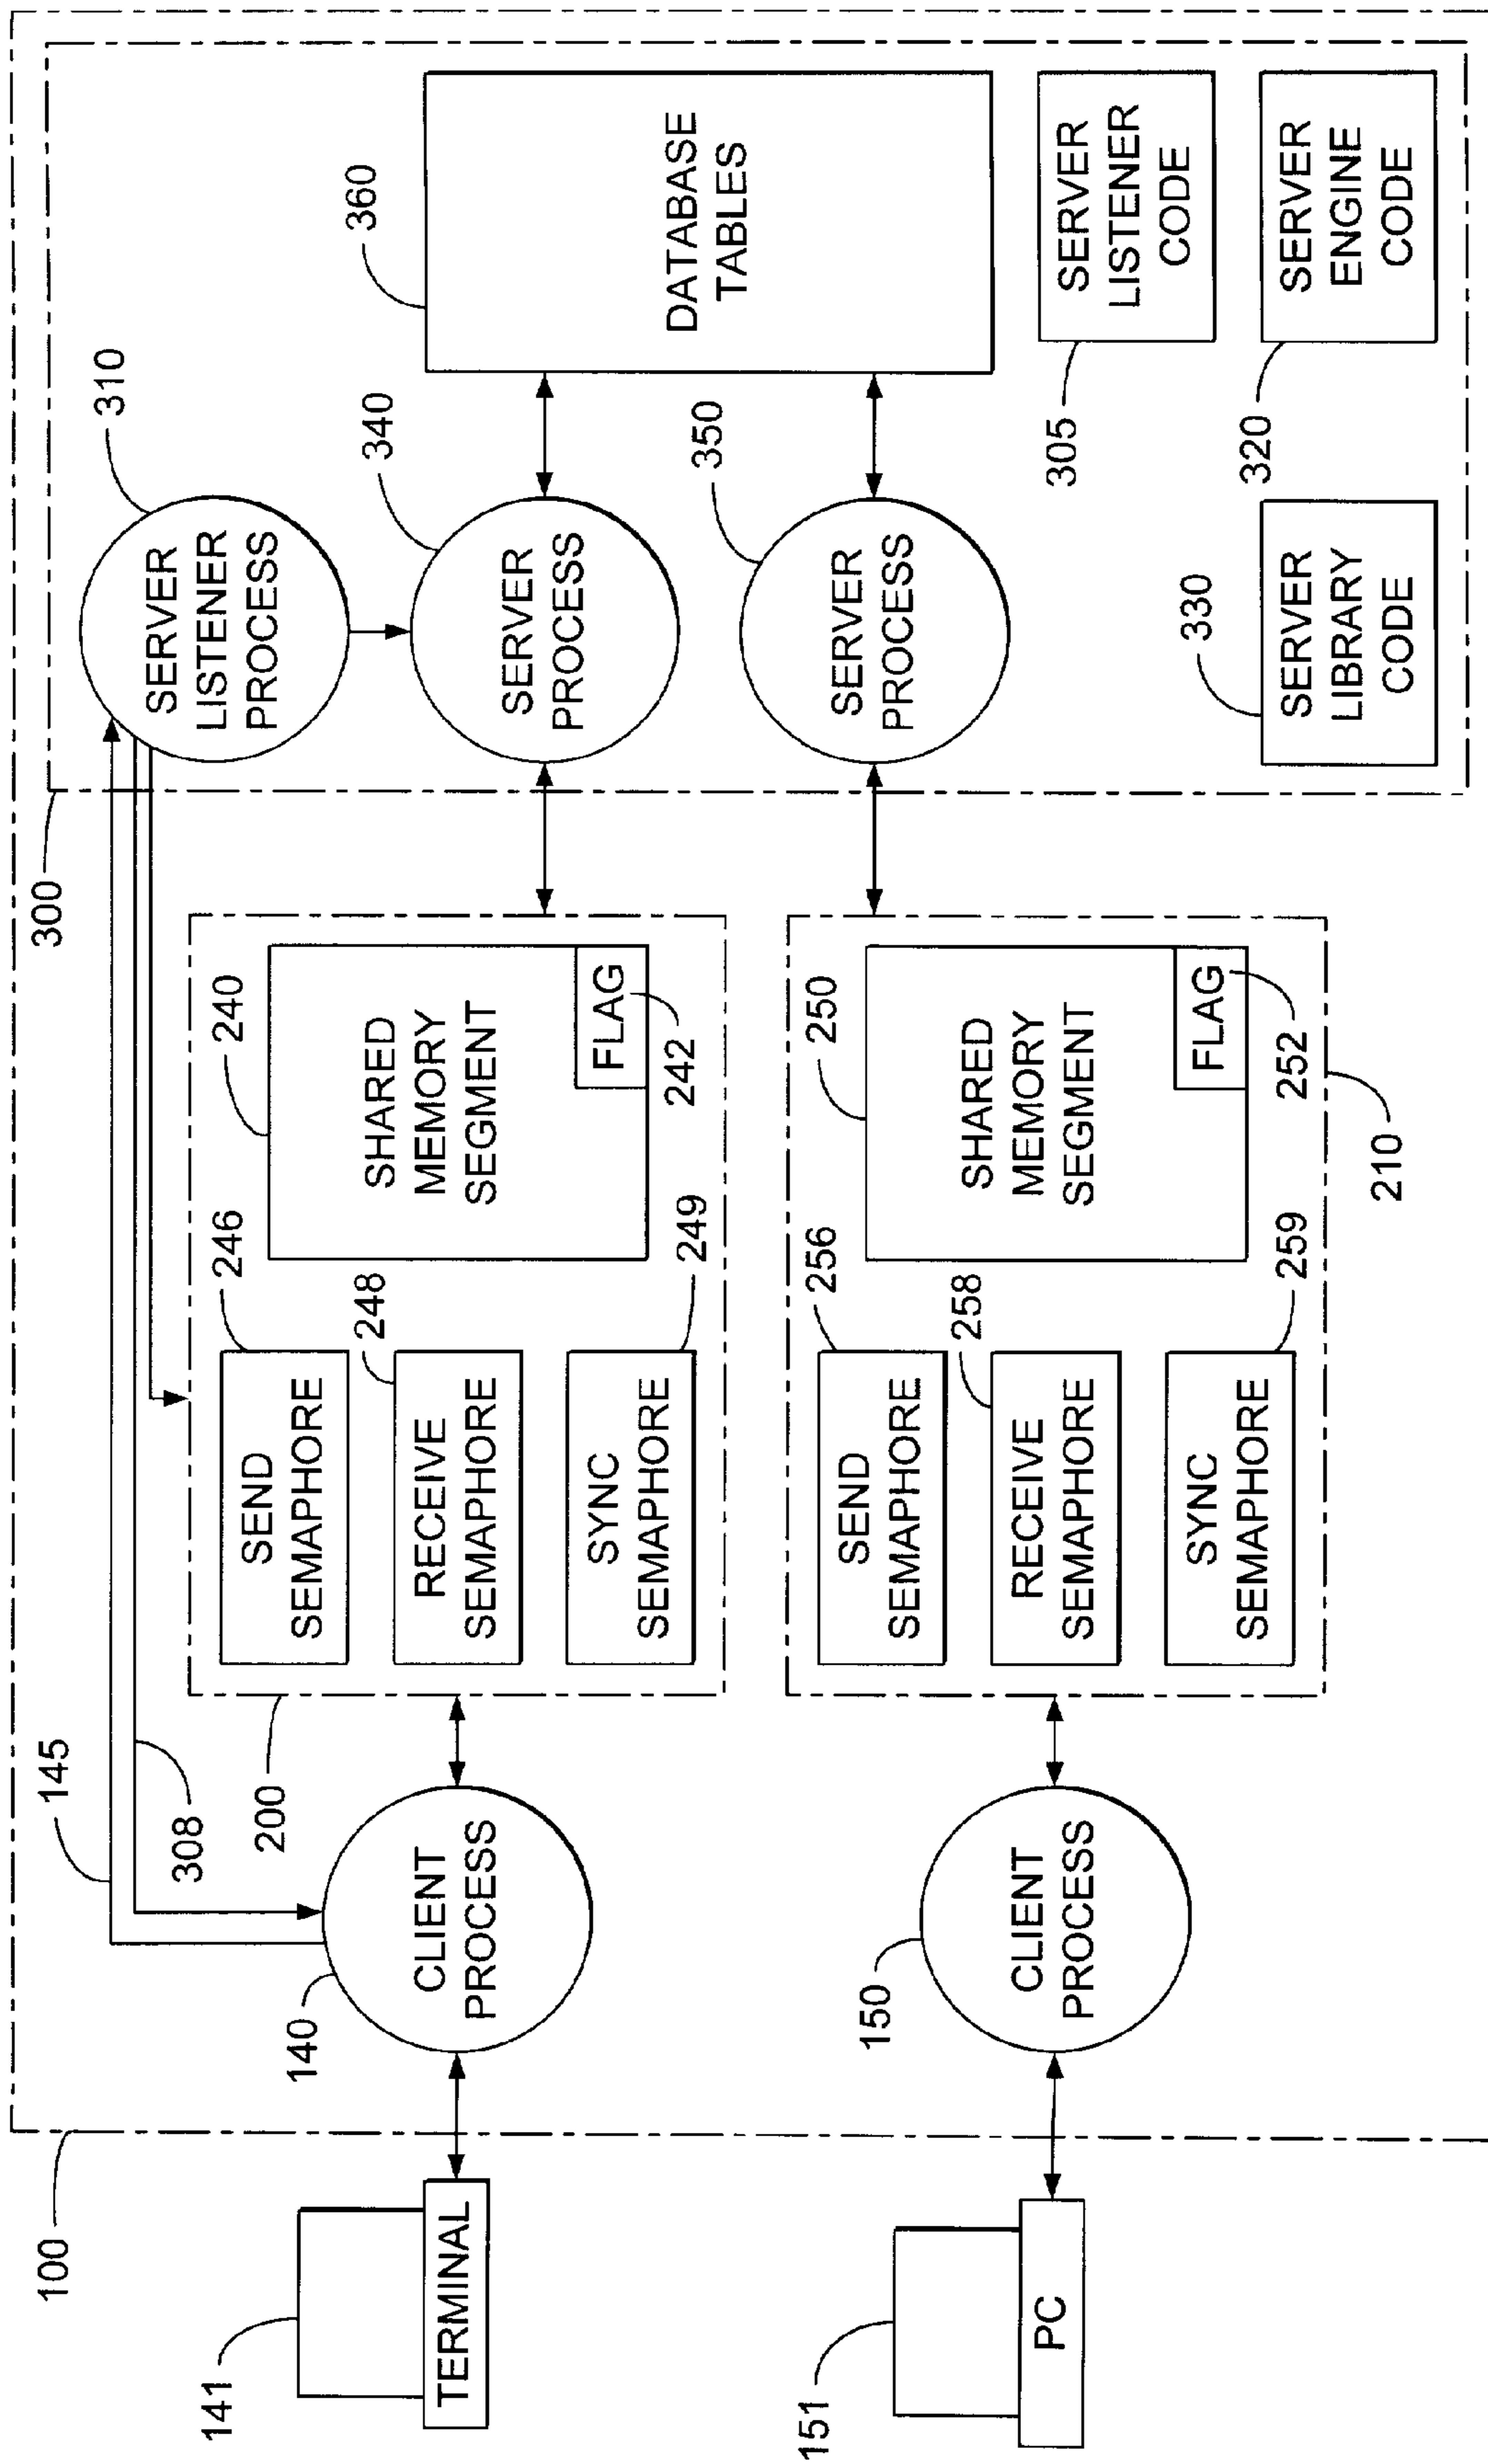 100
141
TERMINAL
151
PC
145
308
140
CLIENT
PROCESS
150
CLIENT
PROCESS
200
246
SEND
SEMAPHORE
248
RECEIVE
SEMAPHORE
249
SYNC
SEMAPHORE
240
SHARED
MEMORY
SEGMENT
FLAG
242
256
SEND
SEMAPHORE
258
RECEIVE
SEMAPHORE
259
SYNC
SEMAPHORE
250
SHARED
MEMORY
SEGMENT
FLAG
252
210
300
310
SERVER
LISTENER
PROCESS
340
SERVER
PROCESS
350
SERVER
PROCESS
360
DATABASE
TABLES
305
SERVER
LISTENER
CODE
320
SERVER
ENGINE
CODE
330
SERVER
LIBRARY
CODE